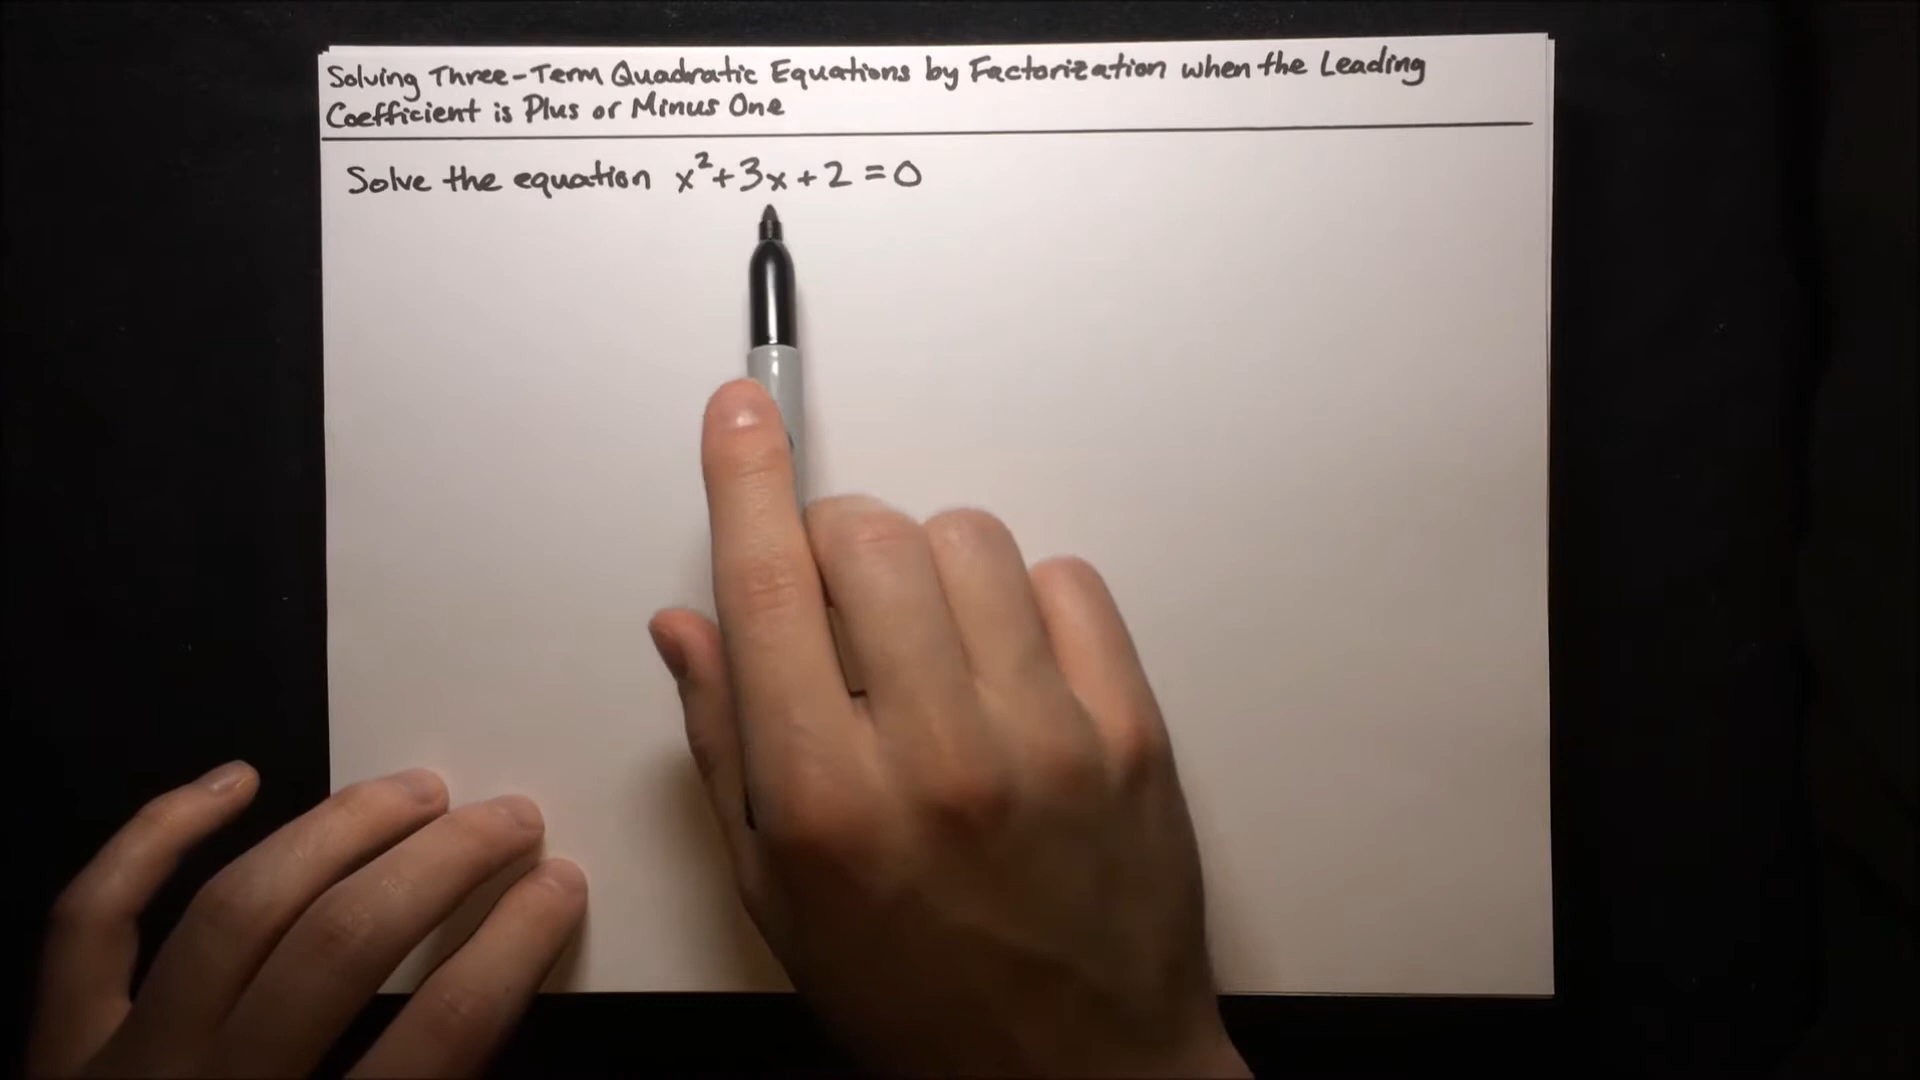 Solving Three-Term Quadratic Equations by Factorization when the Leading
Coefficient is Plus or Minus One
Solve the equation x²+3x+2=0